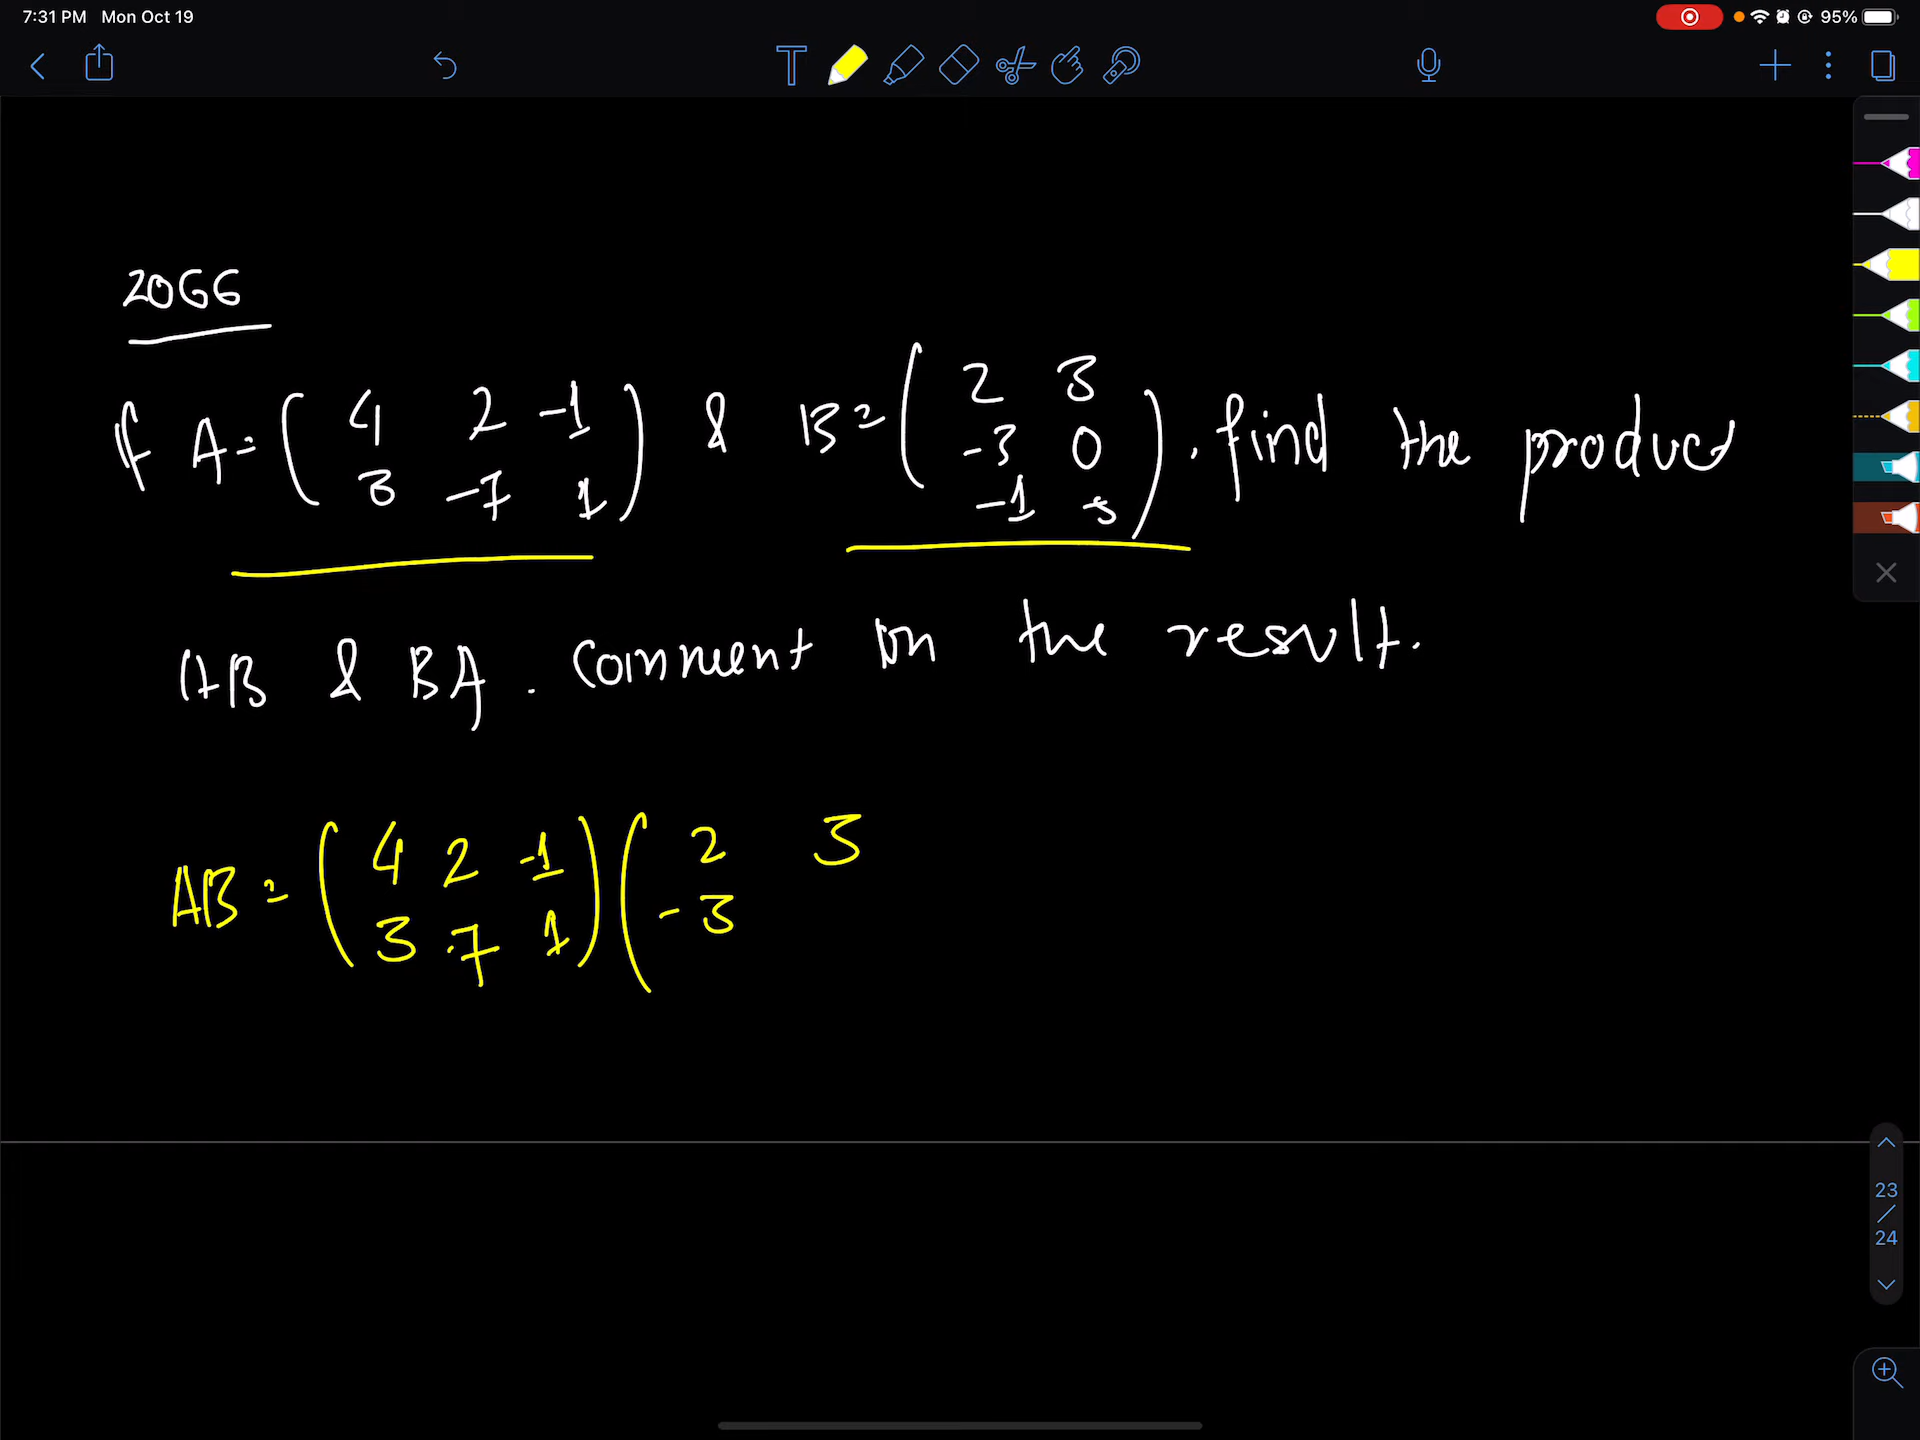 7:31 PM Mon Oct 19
95%
T
2066
If A = ( 4 2 -1 ) & B = ( 2 3 ) . find the product
3 -7 1
-3 0
-1 5
AB & BA . Comment on the result.
AB = ( 4 2 -1 ) ( 2 3
3 -7 1
-3
23
/
24